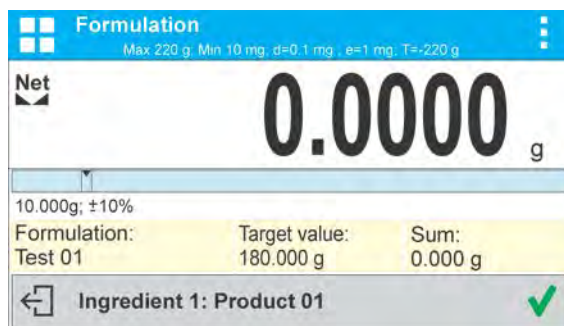 Formulation
Max 220 g; Min 10 mg; d=0.1 mg , e=1 mg; T=-220 g
Net
0.0000 g
10.000g; ±10%
Formulation: Target value: Sum:
Test 01 180.000 g 0.000 g
Ingredient 1: Product 01